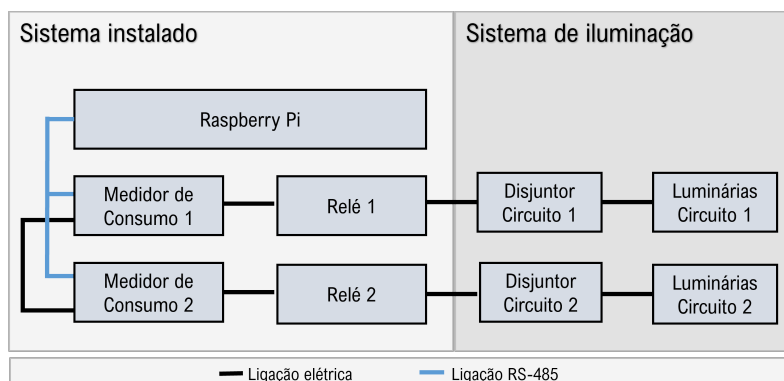 Sistema instalado
Sistema de iluminação
Raspberry Pi
Medidor de
Consumo 1
Relé 1
Disjuntor
Circuito 1
Luminárias
Circuito 1
Medidor de
Consumo 2
Relé 2
Disjuntor
Circuito 2
Luminárias
Circuito 2
Ligação elétrica
Ligação RS-485